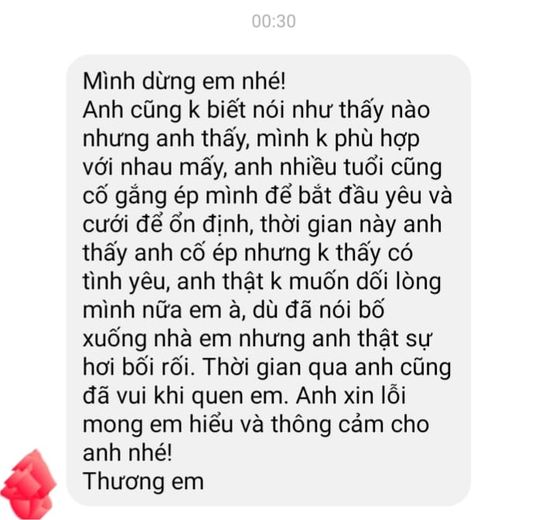 00:30
Mình dừng em nhé!
Anh cũng k biết nói như thấy nào
nhưng anh thấy, mình k phù hợp
với nhau mấy, anh nhiều tuổi cũng
cố gắng ép mình để bắt đầu yêu và
cưới để ổn định, thời gian này anh
thấy anh cố ép nhưng k thấy có
tình yêu, anh thật k muốn dối lòng
mình nữa em à, dù đã nói bố
xuống nhà em nhưng anh thật sự
hơi bối rối. Thời gian qua anh cũng
đã vui khi quen em. Anh xin lỗi
mong em hiểu và thông cảm cho
anh nhé!
Thương em